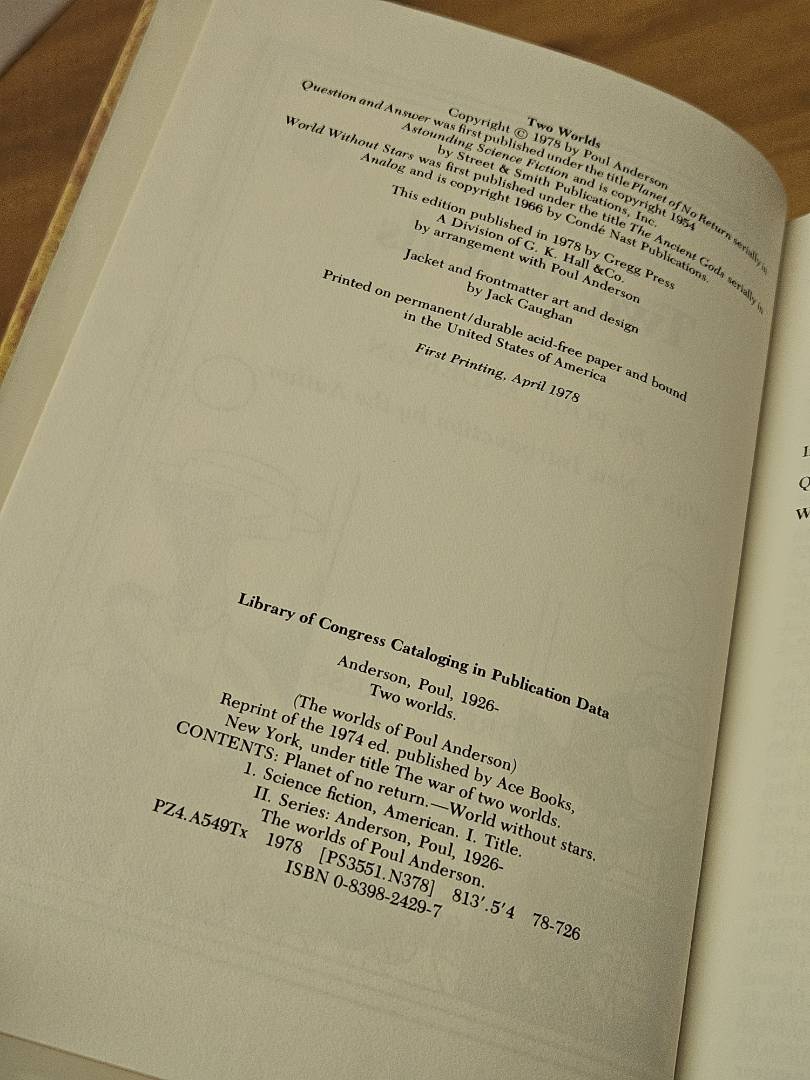 Two Worlds
Copyright © 1978 by Poul Anderson
Question and Answer was first published under the title Planet of No Return serially in
Astounding Science Fiction and is copyright 1954
by Street & Smith Publications, Inc.
World Without Stars was first published under the title The Ancient Gods serially in
Analog and is copyright 1966 by Condé Nast Publications.
This edition published in 1978 by Gregg Press
A Division of G. K. Hall &Co.
by arrangement with Poul Anderson
Jacket and frontmatter art and design
by Jack Gaughan
Printed on permanent/durable acid-free paper and bound
in the United States of America
First Printing, April 1978
Library of Congress Cataloging in Publication Data
Anderson, Poul, 1926-
Two worlds.
(The worlds of Poul Anderson)
Reprint of the 1974 ed. published by Ace Books,
New York, under title The war of two worlds.
CONTENTS: Planet of no return.—World without stars.
1. Science fiction, American. I. Title.
II. Series: Anderson, Poul, 1926-
The worlds of Poul Anderson.
PZ4.A549Tx 1978 [PS3551.N378] 813'.5'4 78-726
ISBN 0-8398-2429-7